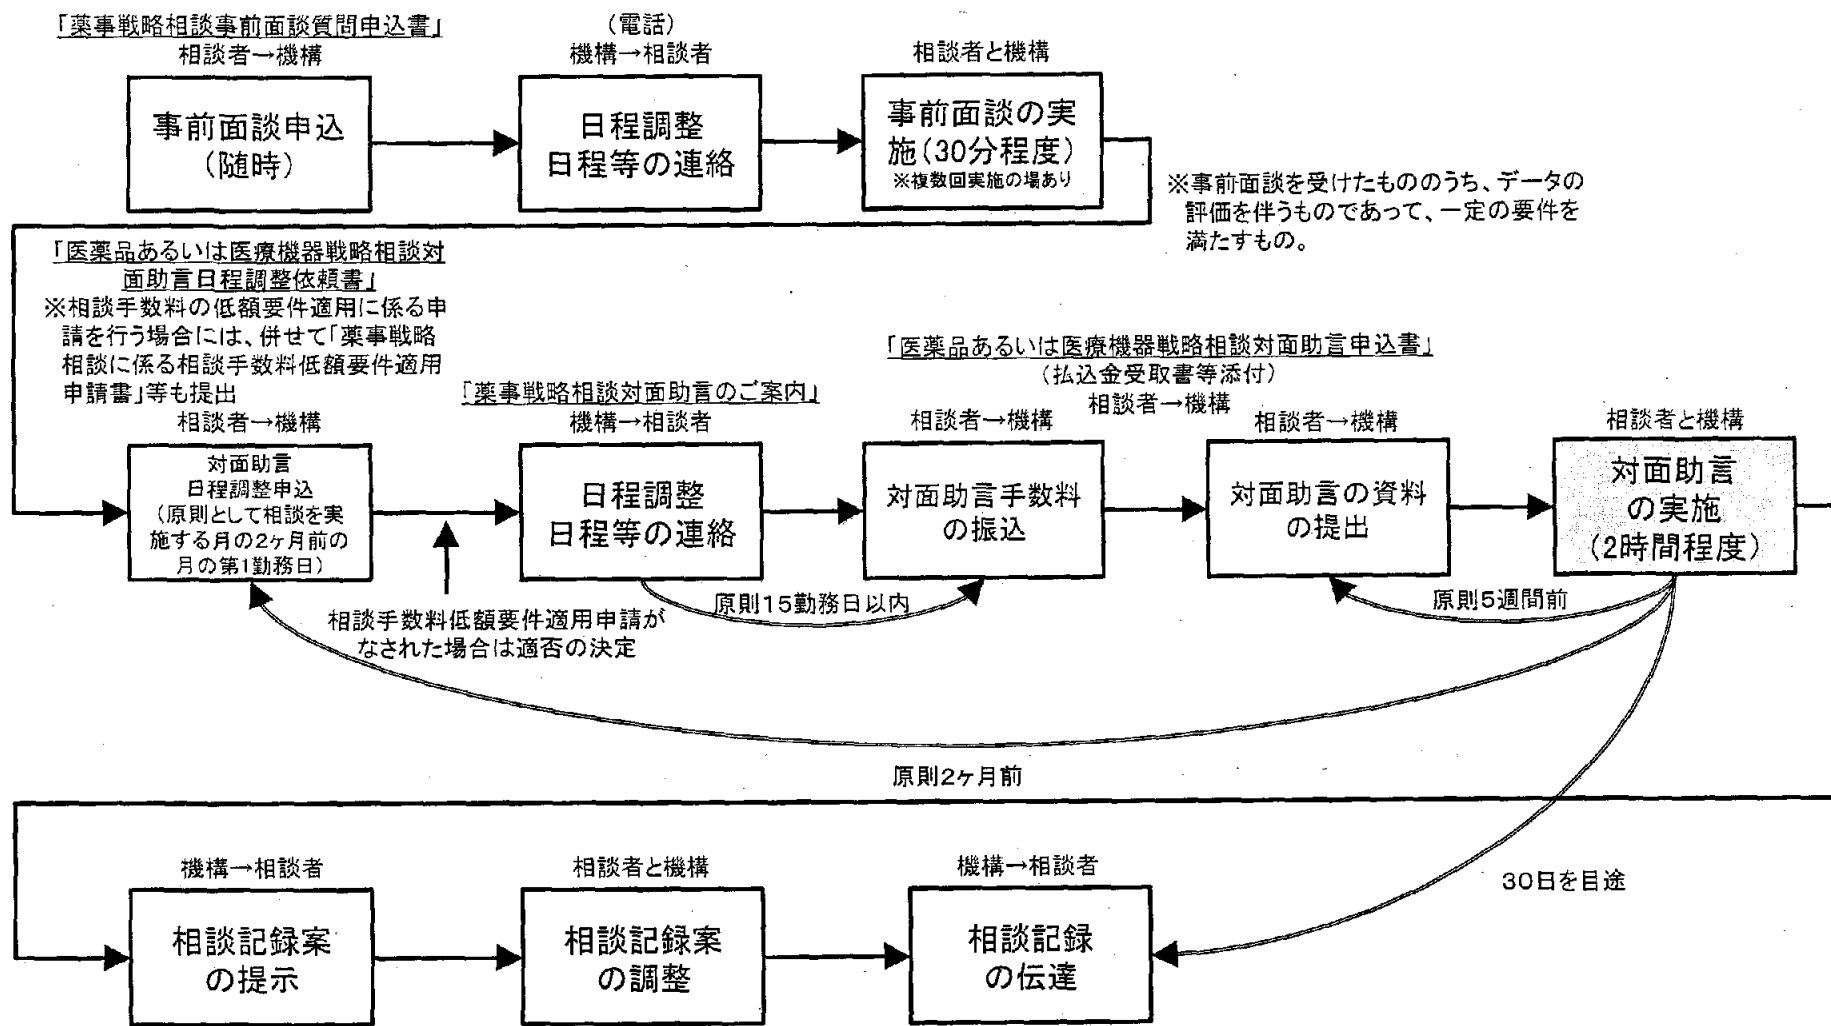 「薬事戦略相談事前面談質問申込書」
相談者→機構
事前面談申込
(随時)
(電話)
機構→相談者
日程調整
日程等の連絡
相談者と機構
事前面談の実
施(30分程度)
※複数回実施の場あり
※事前面談を受けたもののうち、データの
評価を伴うものであって、一定の要件を
満たすもの。
「医薬品あるいは医療機器戦略相談対
面助言日程調整依頼書」
※相談手数料の低額要件適用に係る申
請を行う場合には、併せて「薬事戦略
相談に係る相談手数料低額要件適用
申請書」等も提出
相談者→機構
対面助言
日程調整申込
(原則として相談を実
施する月の2ヶ月前の
月の第1勤務日)
相談手数料低額要件適用申請が
なされた場合は適否の決定
「薬事戦略相談対面助言のご案内」
機構→相談者
日程調整
日程等の連絡
原則15勤務日以内
「医薬品あるいは医療機器戦略相談対面助言申込書」
(払込金受取書等添付)
相談者→機構
相談者→機構
対面助言手数料
の振込
相談者→機構
対面助言の資料
の提出
原則5週間前
相談者と機構
対面助言
の実施
(2時間程度)
原則2ヶ月前
機構→相談者
相談記録案
の提示
相談者と機構
相談記録案
の調整
機構→相談者
相談記録
の伝達
30日を目途